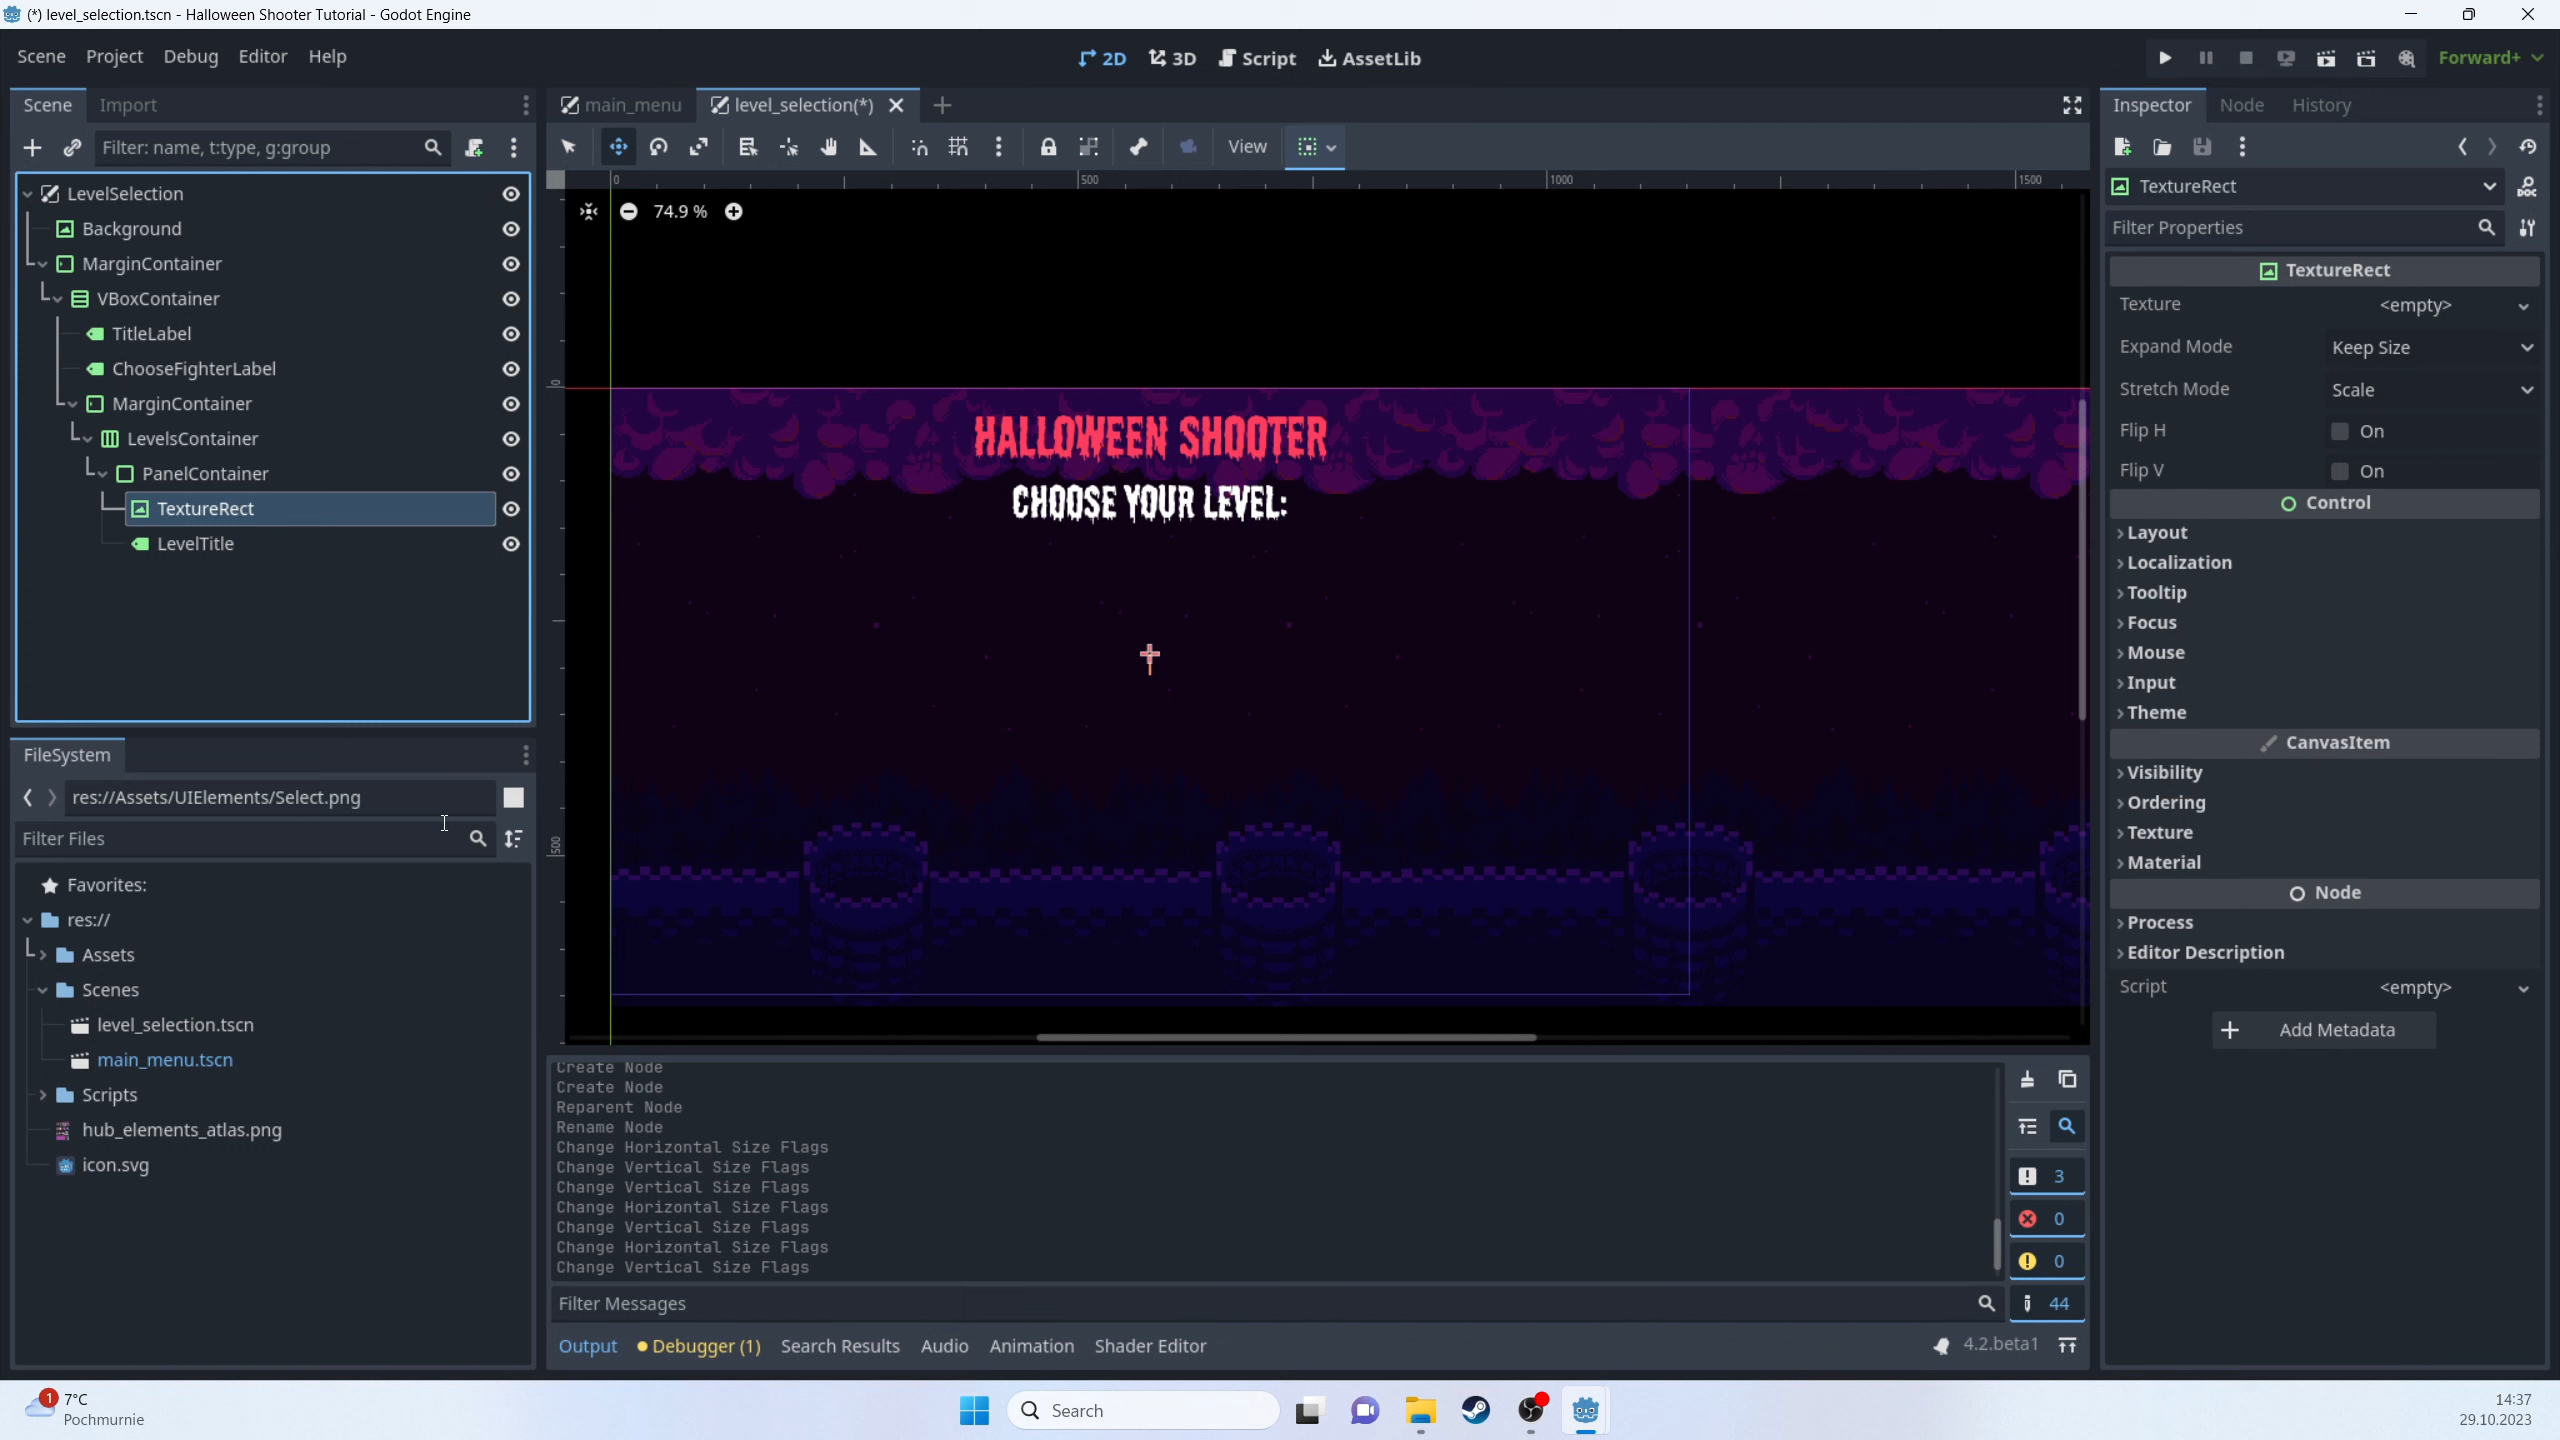 (*) level_selection.tscn - Halloween Shooter Tutorial - Godot Engine
Scene Project Debug Editor Help
2D 3D Script AssetLib
Forward+
Scene Import
main_menu level_selection(*)
Inspector Node History
Filter: name, t:type, g:group
View
TextureRect
Filter Properties
0 500 1000 1500
74.9 %
LevelSelection
Background
MarginContainer
VBoxContainer
TitleLabel
ChooseFighterLabel
MarginContainer
LevelsContainer
PanelContainer
TextureRect
LevelTitle
0
500
HALLOWEEN SHOOTER
CHOOSE YOUR LEVEL:
TextureRect
Texture <empty>
Expand Mode Keep Size
Stretch Mode Scale
Flip H On
Flip V On
Control
Layout
Localization
Tooltip
Focus
Mouse
Input
Theme
CanvasItem
Visibility
Ordering
Texture
Material
Node
Process
Editor Description
Script <empty>
Add Metadata
FileSystem
res://Assets/UIElements/Select.png
Filter Files
Favorites:
res://
Assets
Scenes
level_selection.tscn
main_menu.tscn
Scripts
hub_elements_atlas.png
icon.svg
Create Node
Create Node
Reparent Node
Rename Node
Change Horizontal Size Flags
Change Vertical Size Flags
Change Vertical Size Flags
Change Horizontal Size Flags
Change Vertical Size Flags
Change Horizontal Size Flags
Change Vertical Size Flags
3
0
0
44
Filter Messages
Output Debugger (1) Search Results Audio Animation Shader Editor
4.2.beta1
1
7°C
Pochmurnie
Search
14:37
29.10.2023